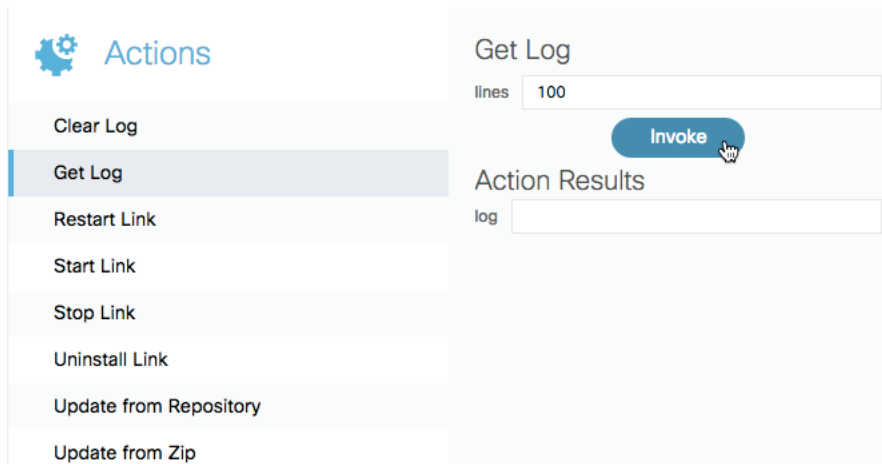 Actions
Clear Log
Get Log
Restart Link
Start Link
Stop Link
Uninstall Link
Update from Repository
Update from Zip
Get Log
lines 100
Invoke
Action Results
log